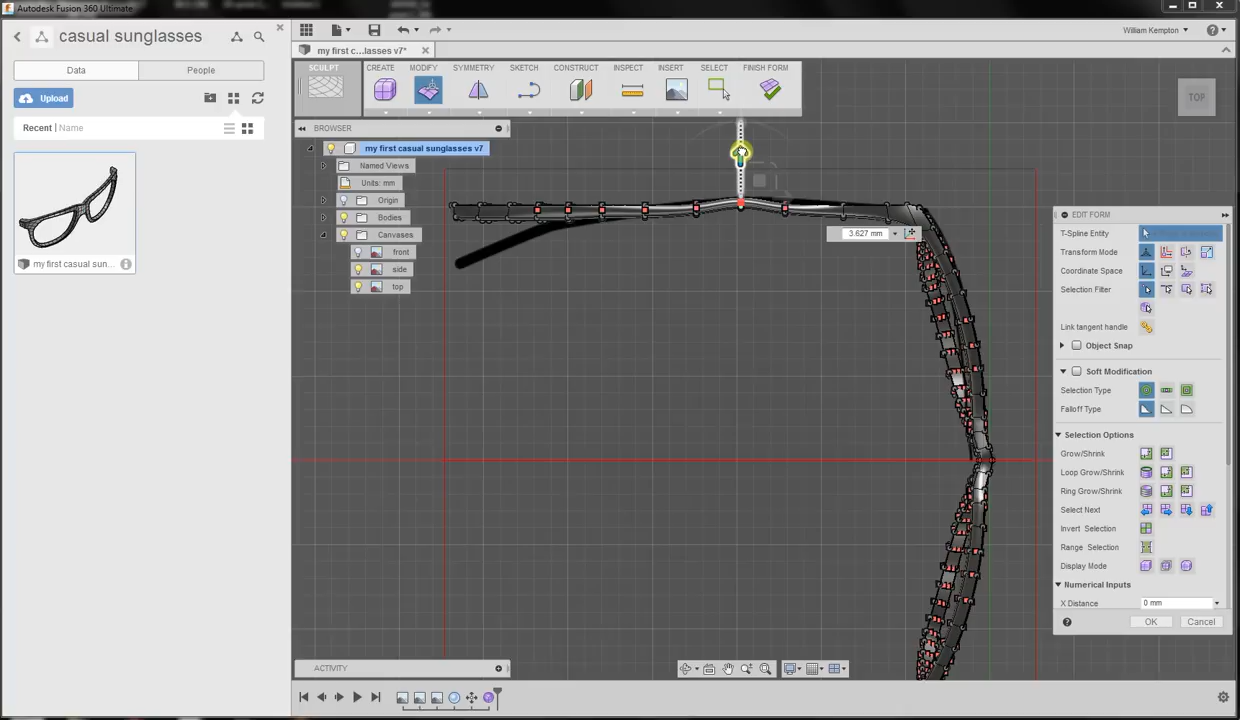 Autodesk Fusion 360 Ultimate
casual sunglasses
William Kempton
my first c...lasses v7*
Data
People
SCULPT
CREATE
MODIFY
SYMMETRY
SKETCH
CONSTRUCT
INSPECT
INSERT
SELECT
FINISH FORM
Upload
TOP
Recent | Name
BROWSER
my first casual sunglasses v7
Named Views
Units: mm
Origin
Bodies
Canvases
front
side
top
my first casual sun...
3.627 mm
EDIT FORM
T-Spline Entity
Transform Mode
Coordinate Space
Selection Filter
Link tangent handle
Object Snap
Soft Modification
Selection Type
Falloff Type
Selection Options
Grow/Shrink
Loop Grow/Shrink
Ring Grow/Shrink
Select Next
Invert Selection
Range Selection
Display Mode
Numerical Inputs
X Distance
0 mm
OK
Cancel
ACTIVITY